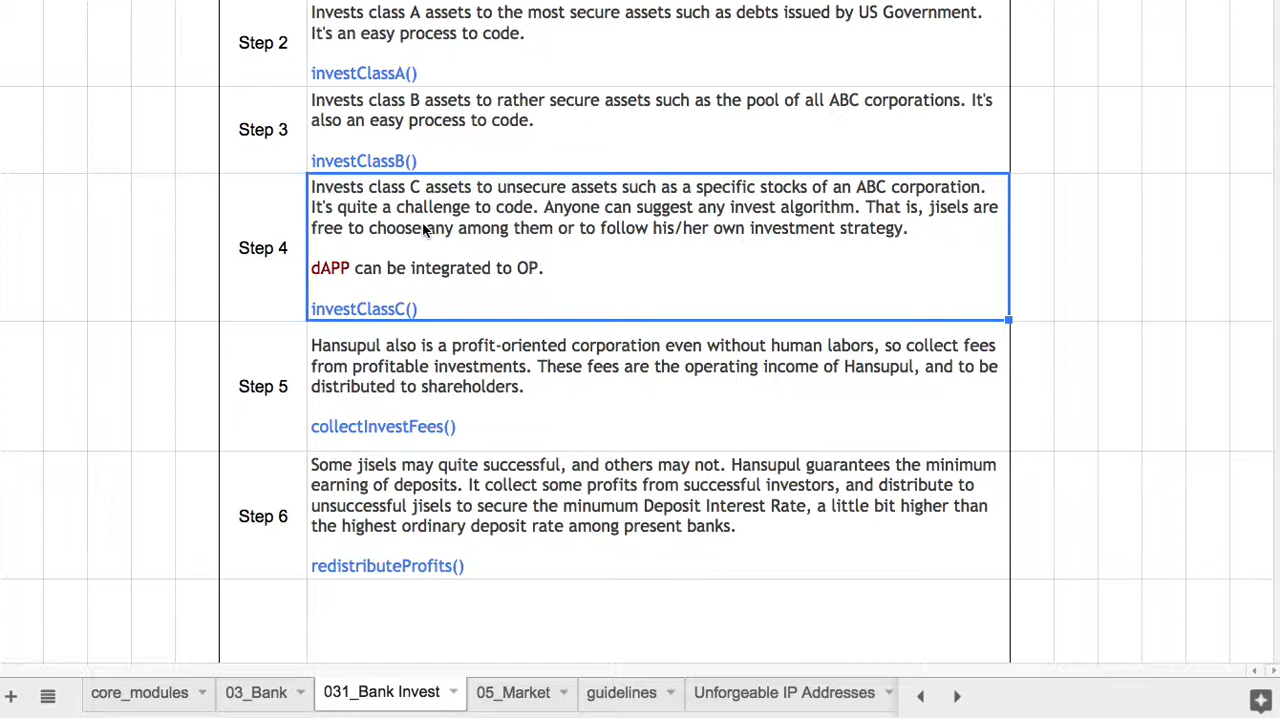 Invests class A assets to the most secure assets such as debts issued by US Government.
It's an easy process to code.
Step 2
investClassA()
Invests class B assets to rather secure assets such as the pool of all ABC corporations. It's
also an easy process to code.
Step 3
investClassB()
Invests class C assets to unsecure assets such as a specific stocks of an ABC corporation.
It's quite a challenge to code. Anyone can suggest any invest algorithm. That is, jisels are
free to choose any among them or to follow his/her own investment strategy.
Step 4
dAPP can be integrated to OP.
investClassC()
Hansupul also is a profit-oriented corporation even without human labors, so collect fees
from profitable investments. These fees are the operating income of Hansupul, and to be
distributed to shareholders.
Step 5
collectInvestFees()
Some jisels may quite successful, and others may not. Hansupul guarantees the minimum
earning of deposits. It collect some profits from successful investors, and distribute to
unsuccessful jisels to secure the minumum Deposit Interest Rate, a little bit higher than
the highest ordinary deposit rate among present banks.
Step 6
redistributeProfits()
core_modules 03_Bank 031_Bank Invest 05_Market guidelines Unforgeable IP Addresses